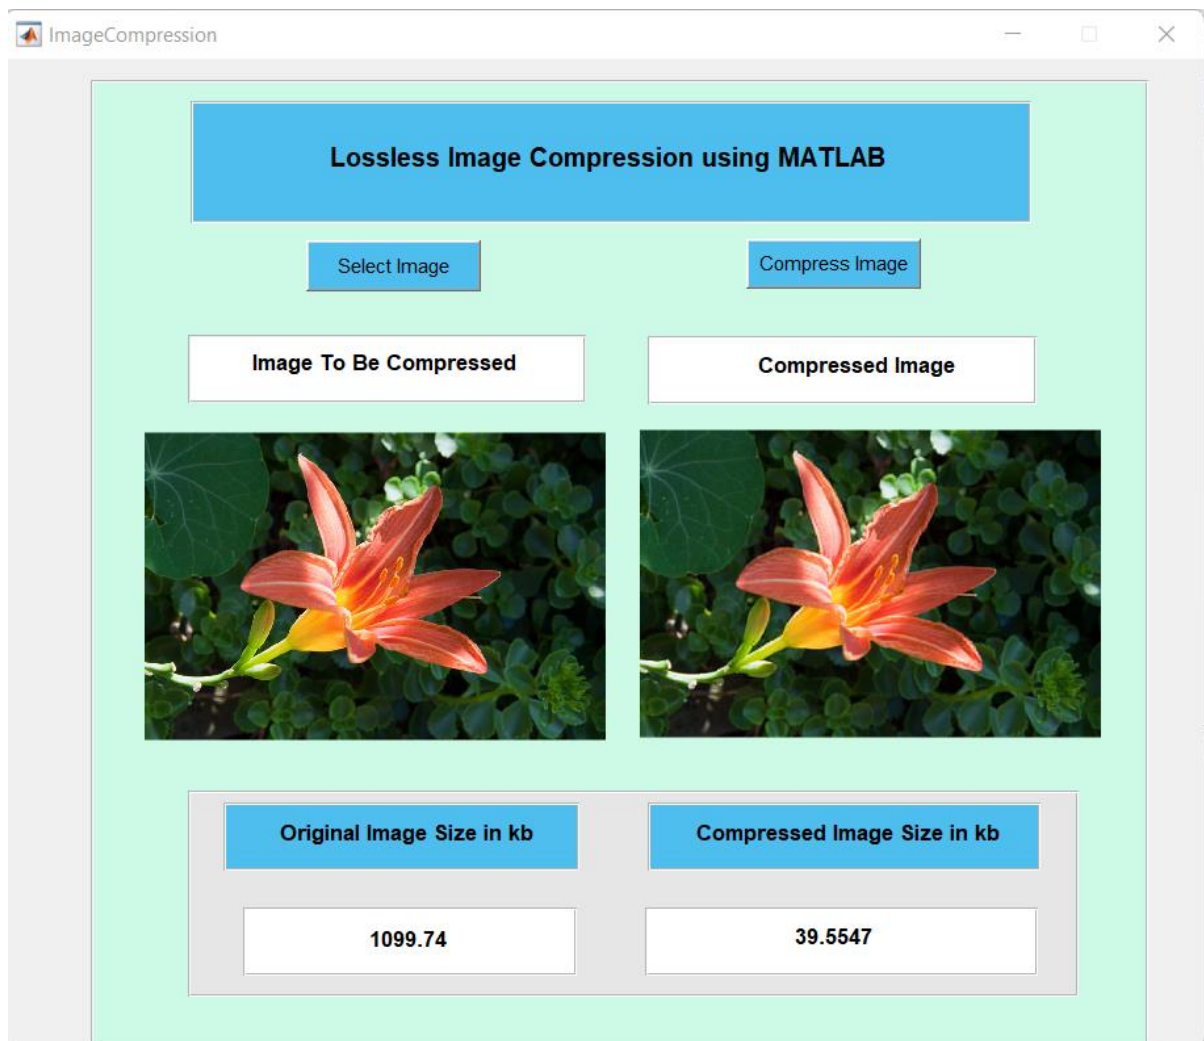 ImageCompression
Lossless Image Compression using MATLAB
Select Image
Compress Image
Image To Be Compressed
Compressed Image
Original Image Size in kb
Compressed Image Size in kb
1099.74
39.5547